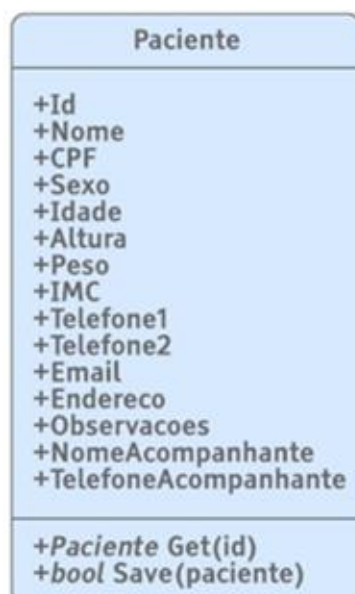 Paciente
+Id
+Nome
+CPF
+Sexo
+Idade
+Altura
+Peso
+IMC
+Telefone1
+Telefone2
+Email
+Endereco
+Observacoes
+NomeAcompanhante
+TelefoneAcompanhante
+Paciente Get(id)
+bool Save(paciente)